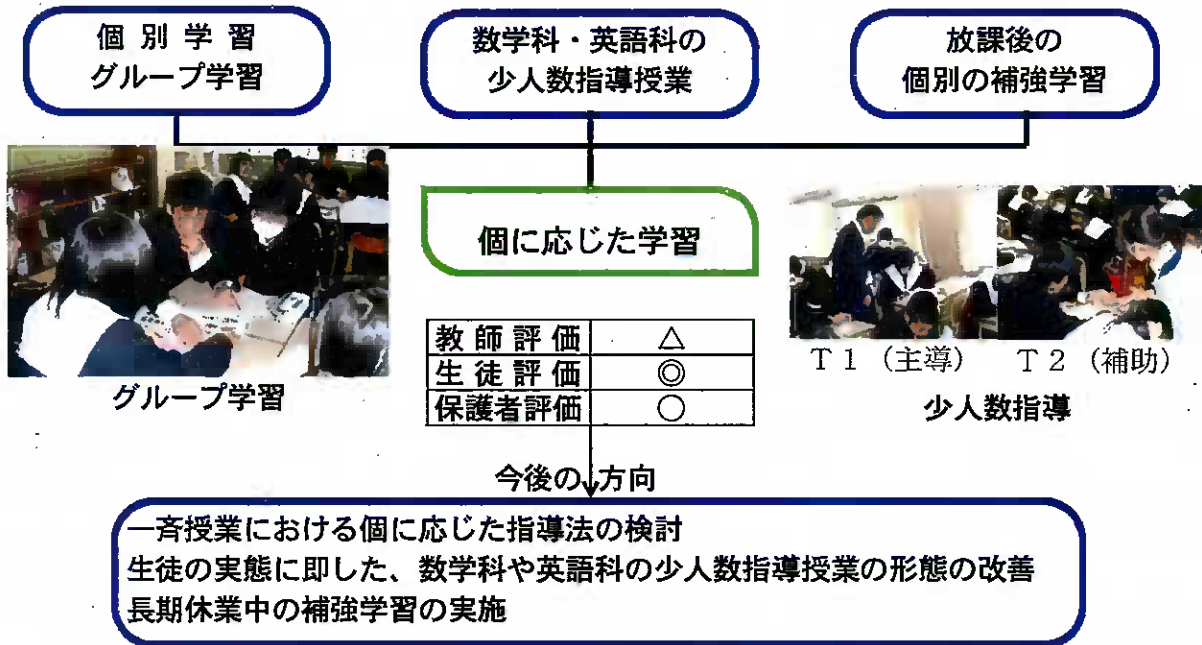 個別学習
グループ学習
数学科・英語科の
少人数指導授業
放課後の
個別の補強学習
個に応じた学習
教師評価 △
生徒評価 ◎
保護者評価 ○
グループ学習
T1(主導) T2(補助)
少人数指導
今後の方向
一斉授業における個に応じた指導法の検討
生徒の実態に即した、数学科や英語科の少人数指導授業の形態の改善
長期休業中の補強学習の実施